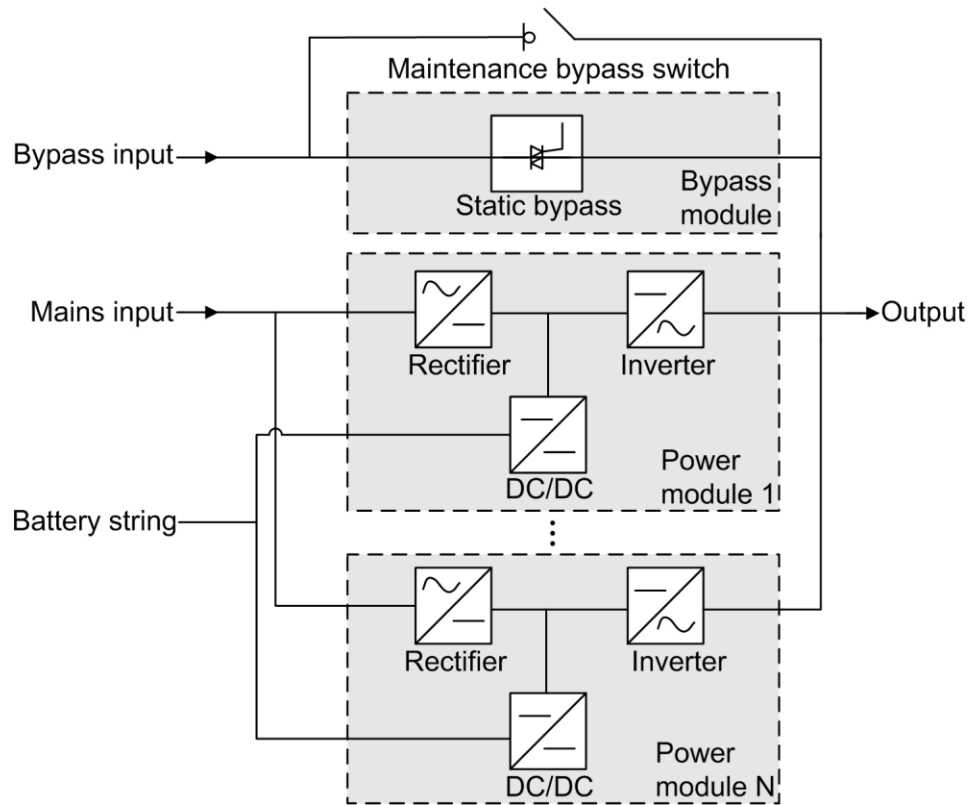 Maintenance bypass switch
Bypass input
Static bypass
Bypass
module
Mains input
Rectifier
Inverter
Output
DC/DC
Power
module 1
Battery string
Rectifier
Inverter
DC/DC
Power
module N